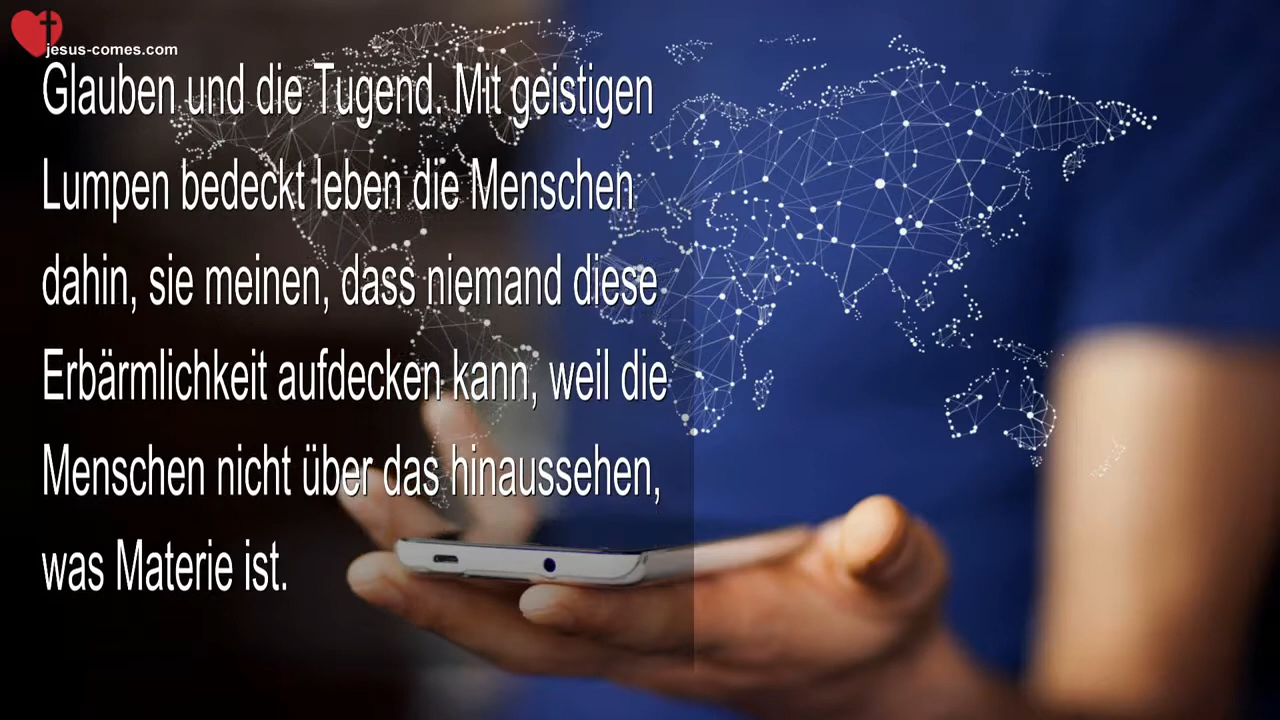 jesus-comes.com
Glauben und die Tugend. Mit geistigen
Lumpen bedeckt leben die Menschen
dahin, sie meinen, dass niemand diese
Erbärmlichkeit aufdecken kann, weil die
Menschen nicht über das hinaussehen,
was Materie ist.